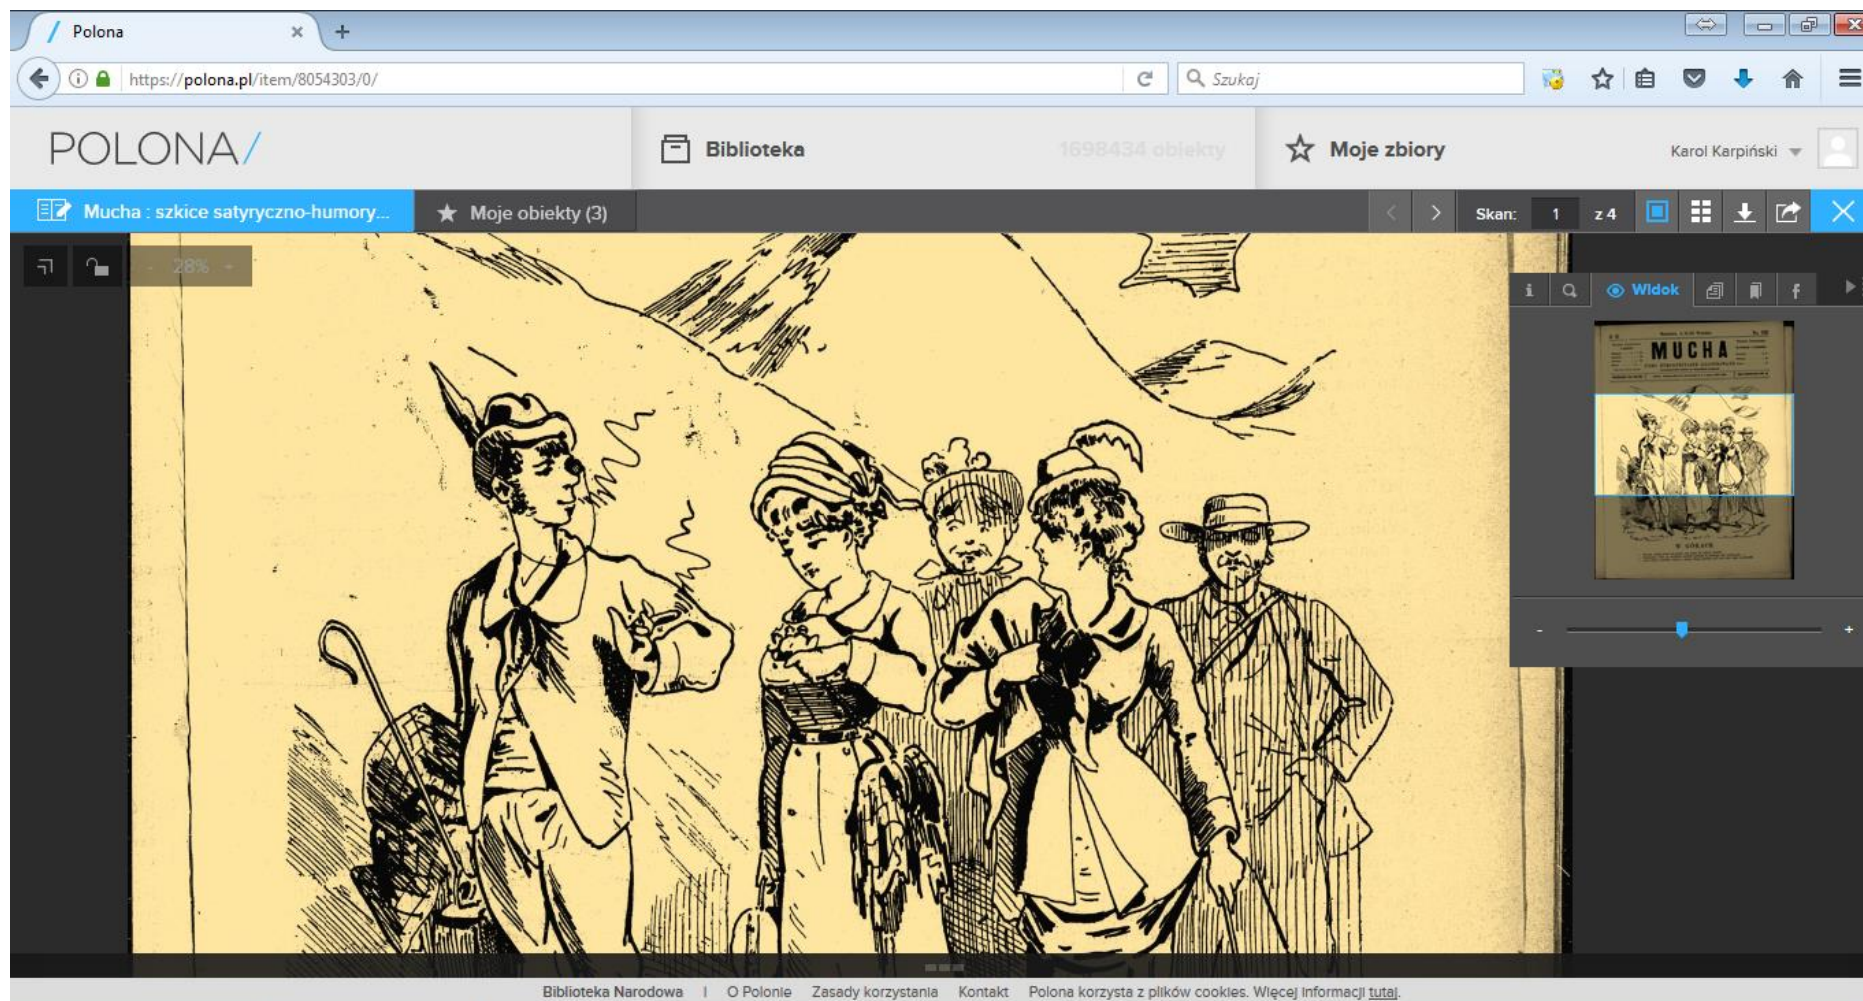 Polona
https://polona.pl/item/8054303/0/
Szukaj
POLONA/
Biblioteka
1698434 obiekty
Moje zbiory
Karol Karpiński
Mucha : szkice satyryczno-humory...
Moje obiekty (3)
Skan: 1 z 4
- 28% +
i
Widok
f
MUCHA
W GÓRACH
- +
Biblioteka Narodowa | O Polonie Zasady korzystania Kontakt Polona korzysta z plików cookies. Więcej informacji tutaj.